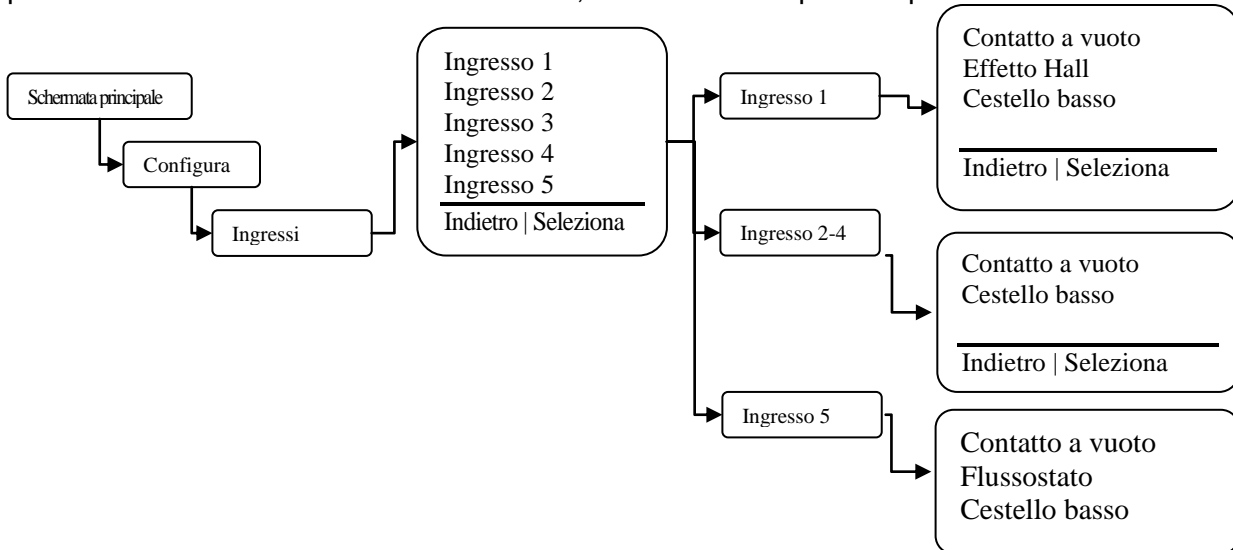 Schermata principale
Configura
Ingressi
Ingresso 1
Ingresso 2
Ingresso 3
Ingresso 4
Ingresso 5
Indietro | Seleziona
Ingresso 1
Contatto a vuoto
Effetto Hall
Cestello basso
Indietro | Seleziona
Ingresso 2-4
Contatto a vuoto
Cestello basso
Indietro | Seleziona
Ingresso 5
Contatto a vuoto
Flussostato
Cestello basso